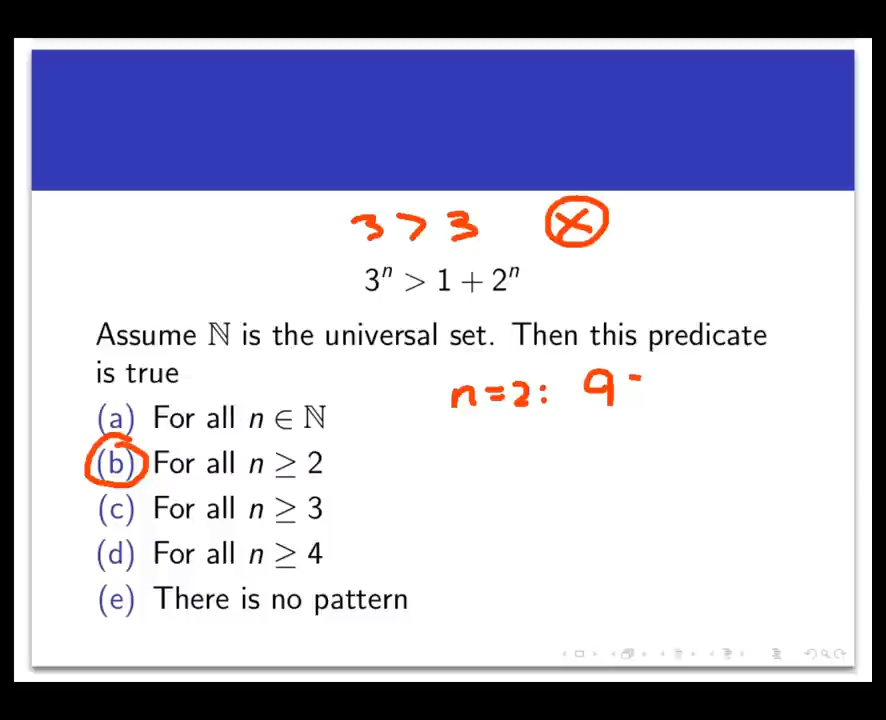 3 > 3
3ⁿ > 1 + 2ⁿ
Assume ℕ is the universal set. Then this predicate
is true
n=2: 9
(a) For all n ∈ ℕ
(b) For all n ≥ 2
(c) For all n ≥ 3
(d) For all n ≥ 4
(e) There is no pattern